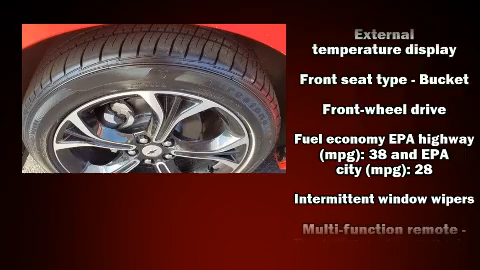 External
temperature display
Front seat type - Bucket
Front-wheel drive
Fuel economy EPA highway
(mpg): 38 and EPA
city (mpg): 28
Intermittent window wipers
Multi-function remote -
Firestone